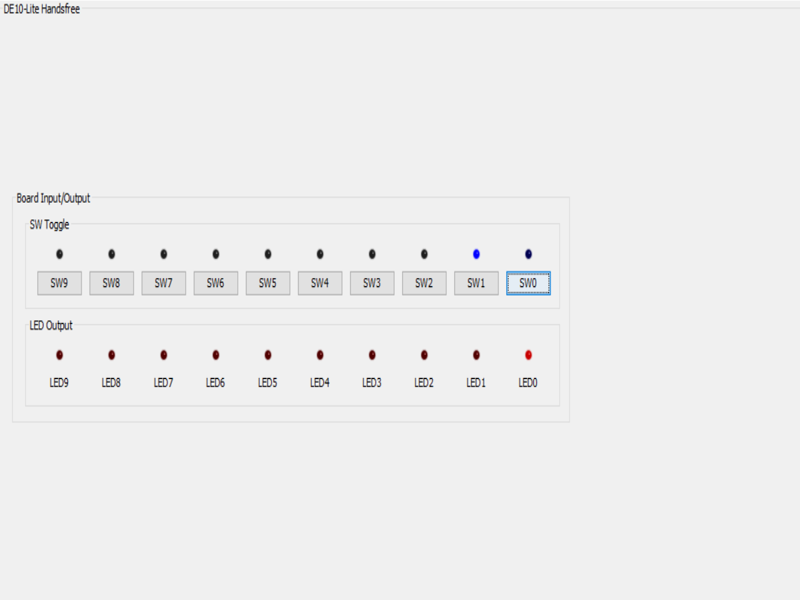 DE10-Lite Handsfree
Board Input/Output
SW Toggle
SW9 SW8 SW7 SW6 SW5 SW4 SW3 SW2 SW1 SW0
LED Output
LED9 LED8 LED7 LED6 LED5 LED4 LED3 LED2 LED1 LED0